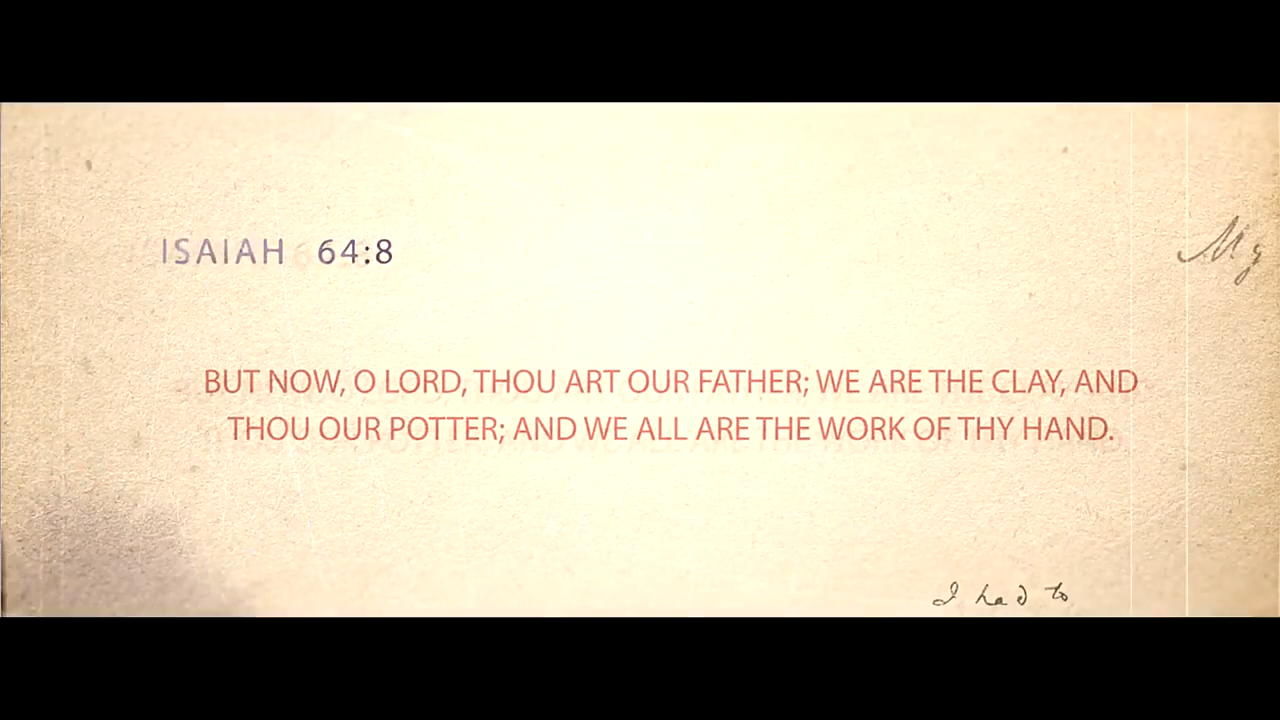 ISAIAH 64:8
My
BUT NOW, O LORD, THOU ART OUR FATHER; WE ARE THE CLAY, AND
THOU OUR POTTER; AND WE ALL ARE THE WORK OF THY HAND.
I had to